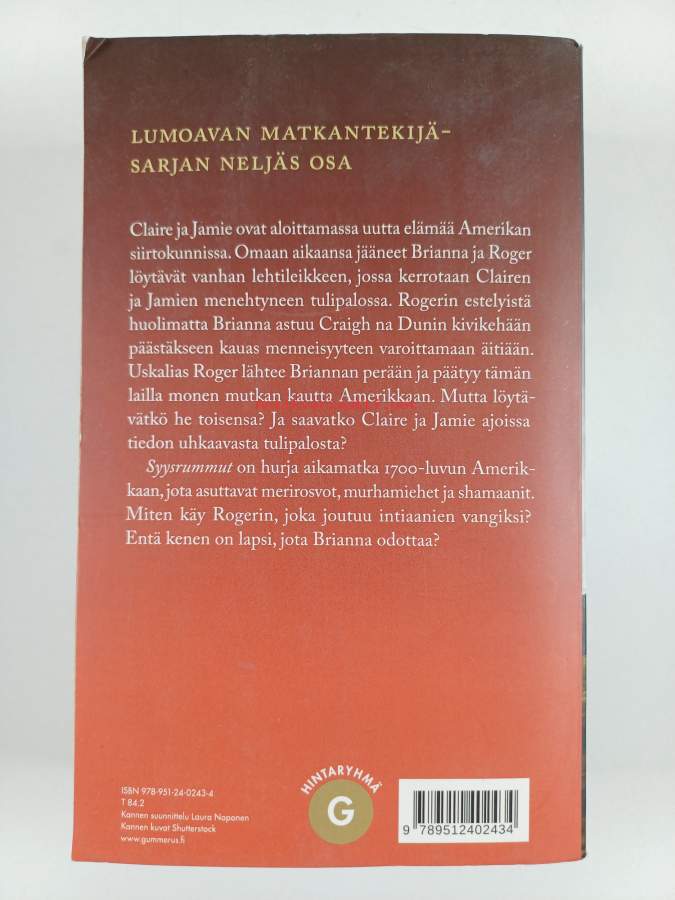 LUMOAVAN MATKANTEKIJÄ-
SARJAN NELJÄS OSA
Claire ja Jamie ovat aloittamassa uutta elämää Amerikan
siirtokunnissa. Omaan aikaansa jääneet Brianna ja Roger
löytävät vanhan lehtileikkeen, jossa kerrotaan Clairen
ja Jamien menehtyneen tulipalossa. Rogerin estelyistä
huolimatta Brianna astuu Craigh na Dunin kivikehään
päästäkseen kauas menneisyyteen varoittamaan äitiään.
Uskalias Roger lähtee Briannan perään ja päätyy tämän
lailla monen mutkan kautta Amerikkaan. Mutta löytä-
vätkö he toisensa? Ja saavatko Claire ja Jamie ajoissa
tiedon uhkaavasta tulipalosta?
Syysrummut on hurja aikamatka 1700-luvun Amerik-
kaan, jota asuttavat merirosvot, murhamiehet ja shamaanit.
Miten käy Rogerin, joka joutuu intiaanien vangiksi?
Entä kenen on lapsi, jota Brianna odottaa?
ISBN 978-951-24-0243-4
T 84.2
Kannen suunnittelu Laura Noponen
Kannen kuvat Shutterstock
www.gummerus.fi
HINTARYHMÄ
G
9 789512 402434